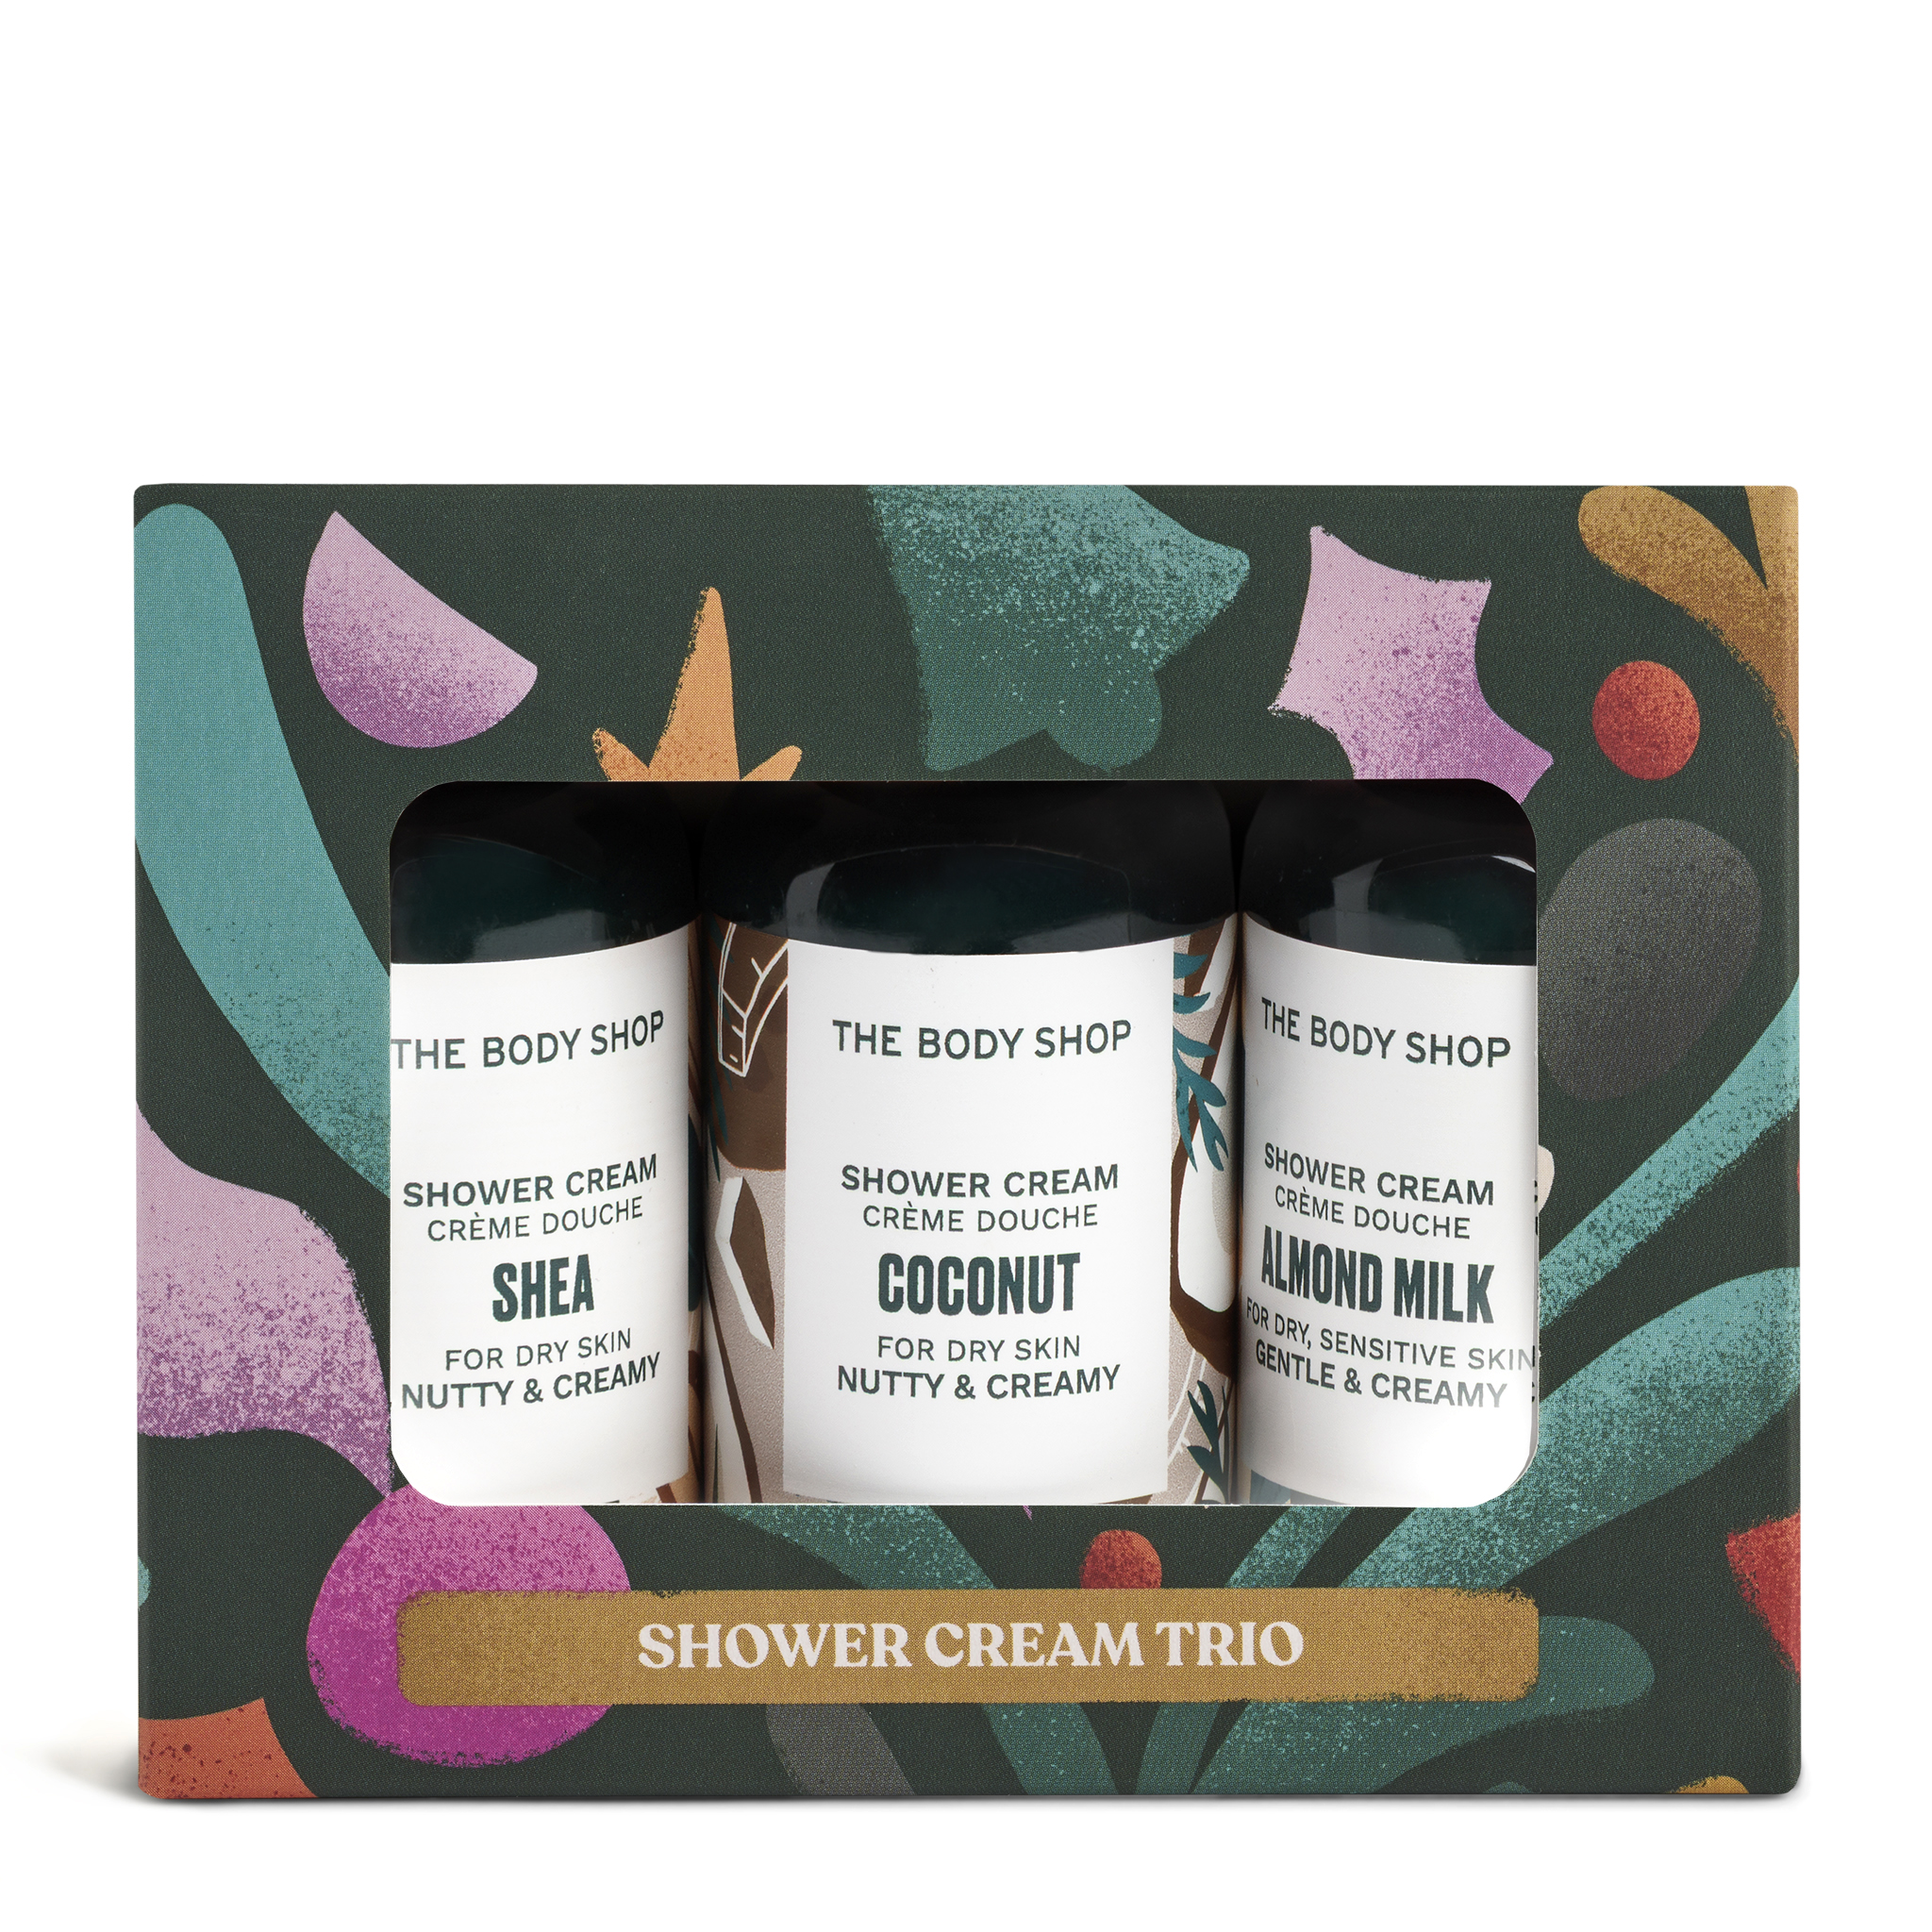 THE BODY SHOP
SHOWER CREAM
CRÈME DOUCHE
SHEA
FOR DRY SKIN
NUTTY & CREAMY
THE BODY SHOP
SHOWER CREAM
CRÈME DOUCHE
COCONUT
FOR DRY SKIN
NUTTY & CREAMY
THE BODY SHOP
SHOWER CREAM
CRÈME DOUCHE
ALMOND MILK
FOR DRY, SENSITIVE SKIN
GENTLE & CREAMY
SHOWER CREAM TRIO